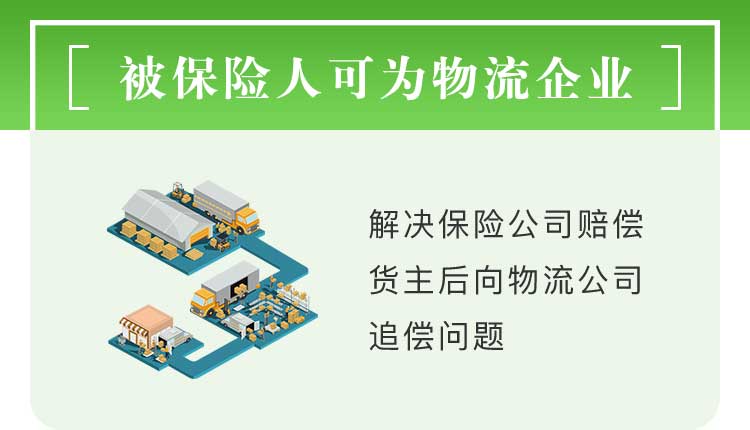 被保险人可为物流企业
解决保险公司赔偿
货主后向物流公司
追偿问题